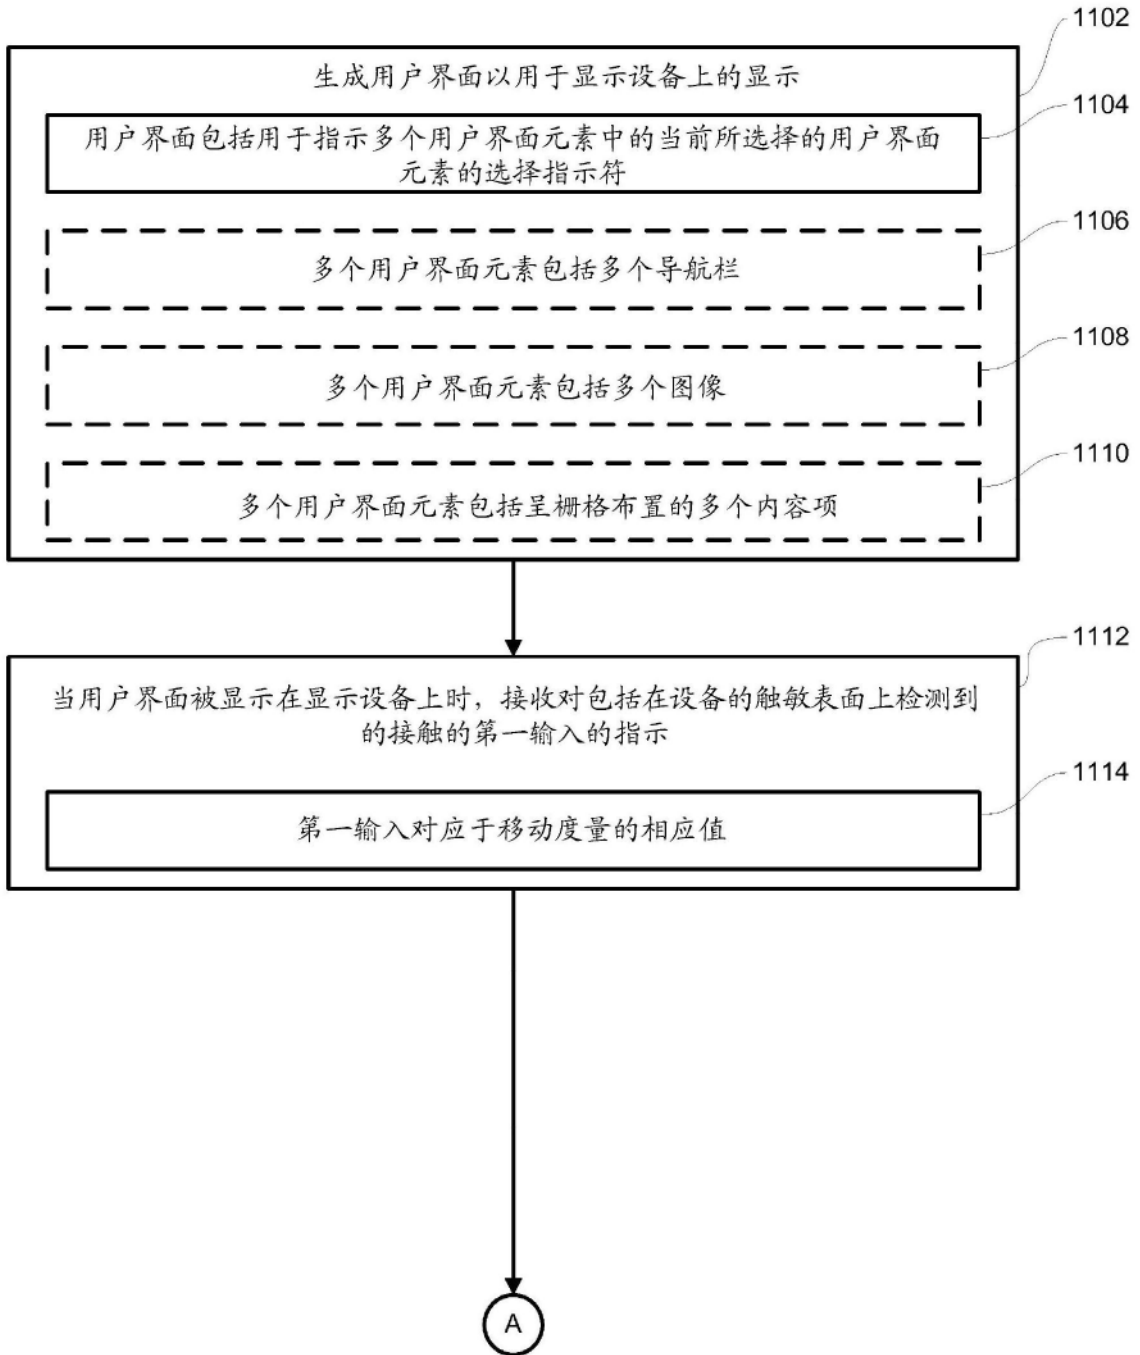 1102
生成用户界面以用于显示设备上的显示
1104
用户界面包括用于指示多个用户界面元素中的当前所选择的用户界面
元素的选择指示符
1106
多个用户界面元素包括多个导航栏
1108
多个用户界面元素包括多个图像
1110
多个用户界面元素包括呈栅格布置的多个内容项
1112
当用户界面被显示在显示设备上时，接收对包括在设备的触敏表面上检测到
的接触的第一输入的指示
1114
第一输入对应于移动度量的相应值
A